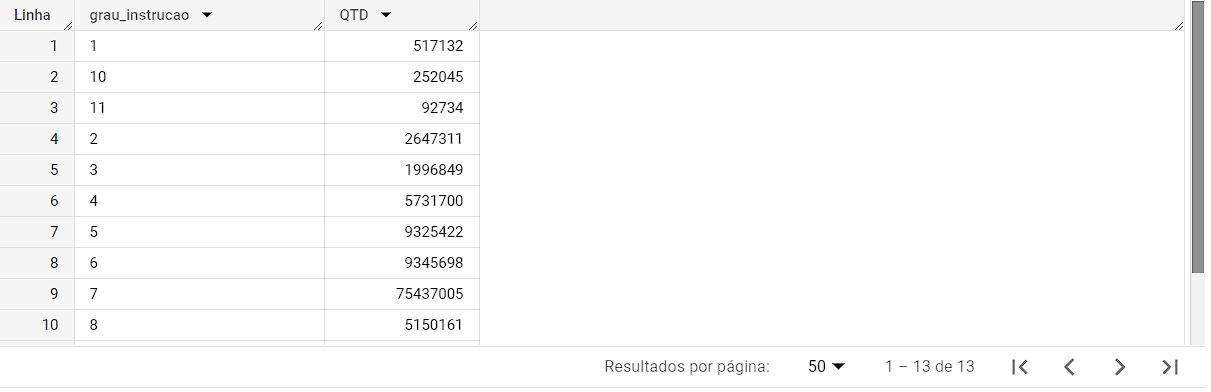 Linha grau_instrucao QTD
1 1 517132
2 10 252045
3 11 92734
4 2 2647311
5 3 1996849
6 4 5731700
7 5 9325422
8 6 9345698
9 7 75437005
10 8 5150161
Resultados por página: 50 1 – 13 de 13